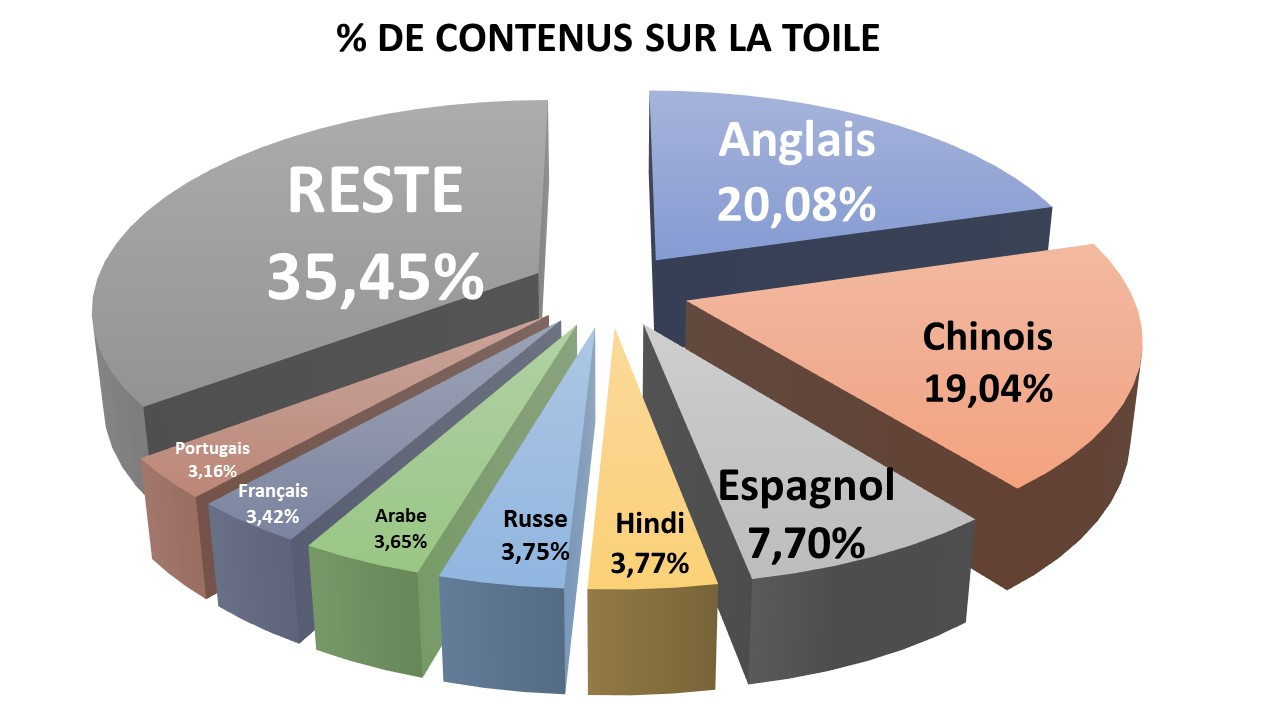 % DE CONTENUS SUR LA TOILE
Anglais
20,08%
Chinois
19,04%
Espagnol
7,70%
Hindi
3,77%
Russe
3,75%
Arabe
3,65%
Français
3,42%
Portugais
3,16%
RESTE
35,45%